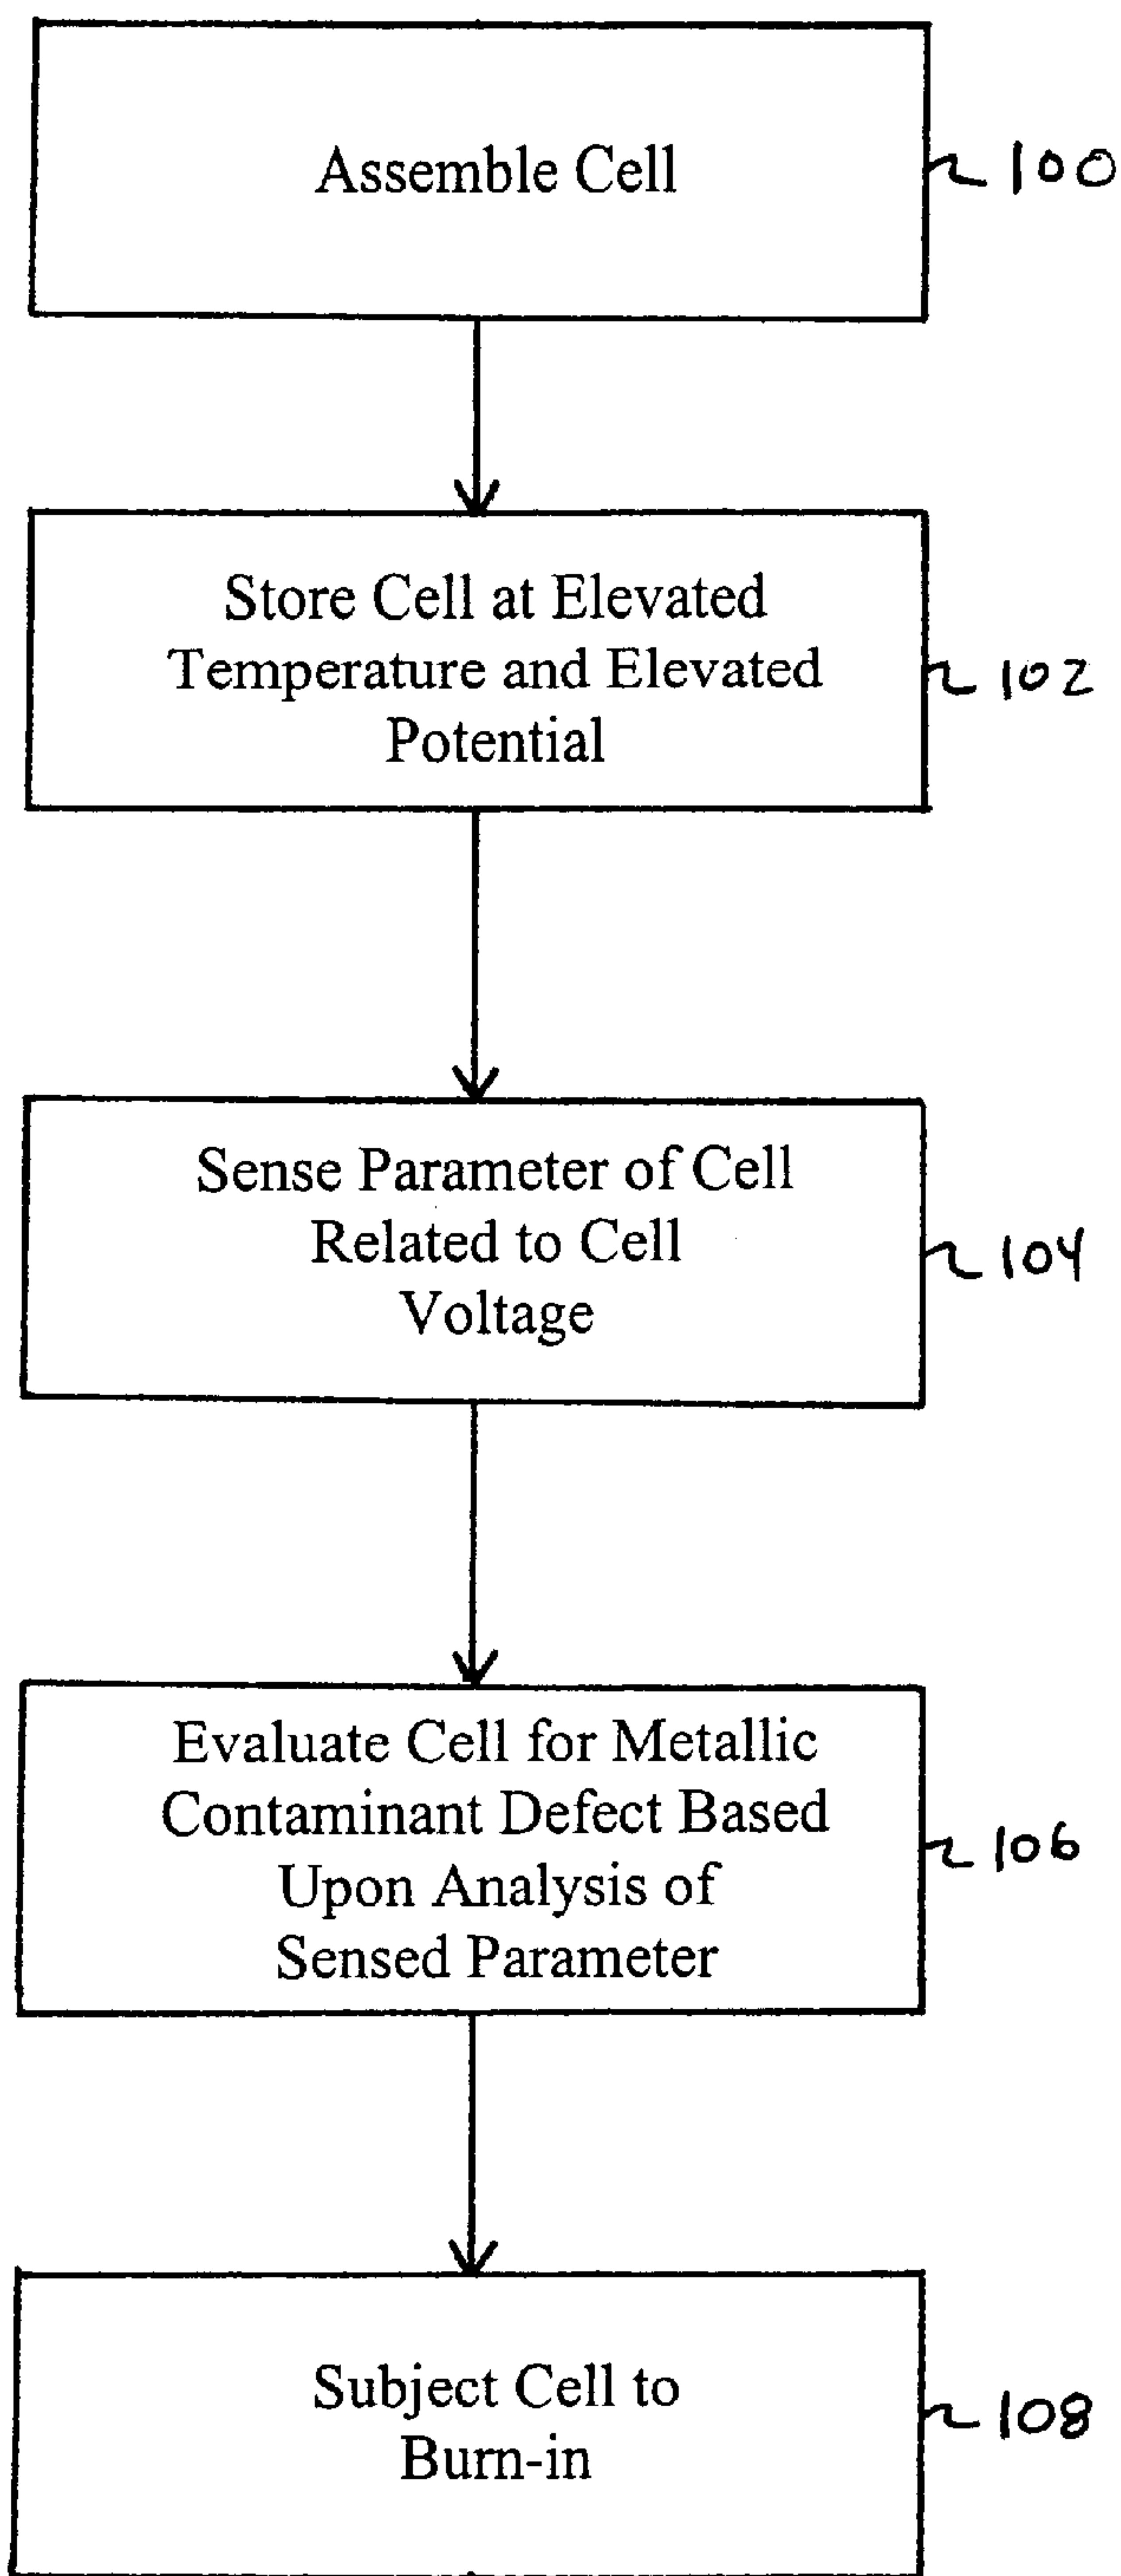 Assemble Cell
100
Store Cell at Elevated
Temperature and Elevated
Potential
102
Sense Parameter of Cell
Related to Cell
Voltage
104
Evaluate Cell for Metallic
Contaminant Defect Based
Upon Analysis of
Sensed Parameter
106
Subject Cell to
Burn-in
108